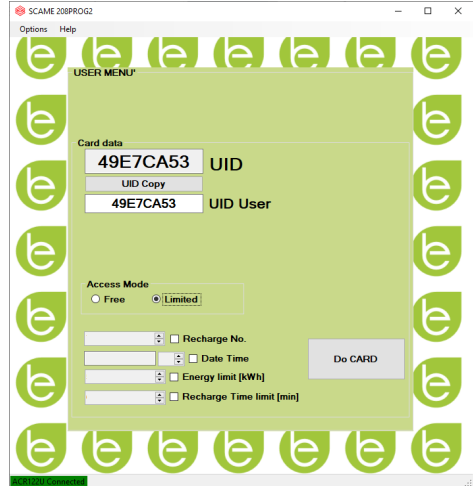 SCAME 208PROG2
Options Help
USER MENU'
Card data
49E7CA53 UID
UID Copy
49E7CA53 UID User
Access Mode
Free Limited
Recharge No.
Date Time
Do CARD
Energy limit [kWh]
Recharge Time limit [min]
ACR122U Connected